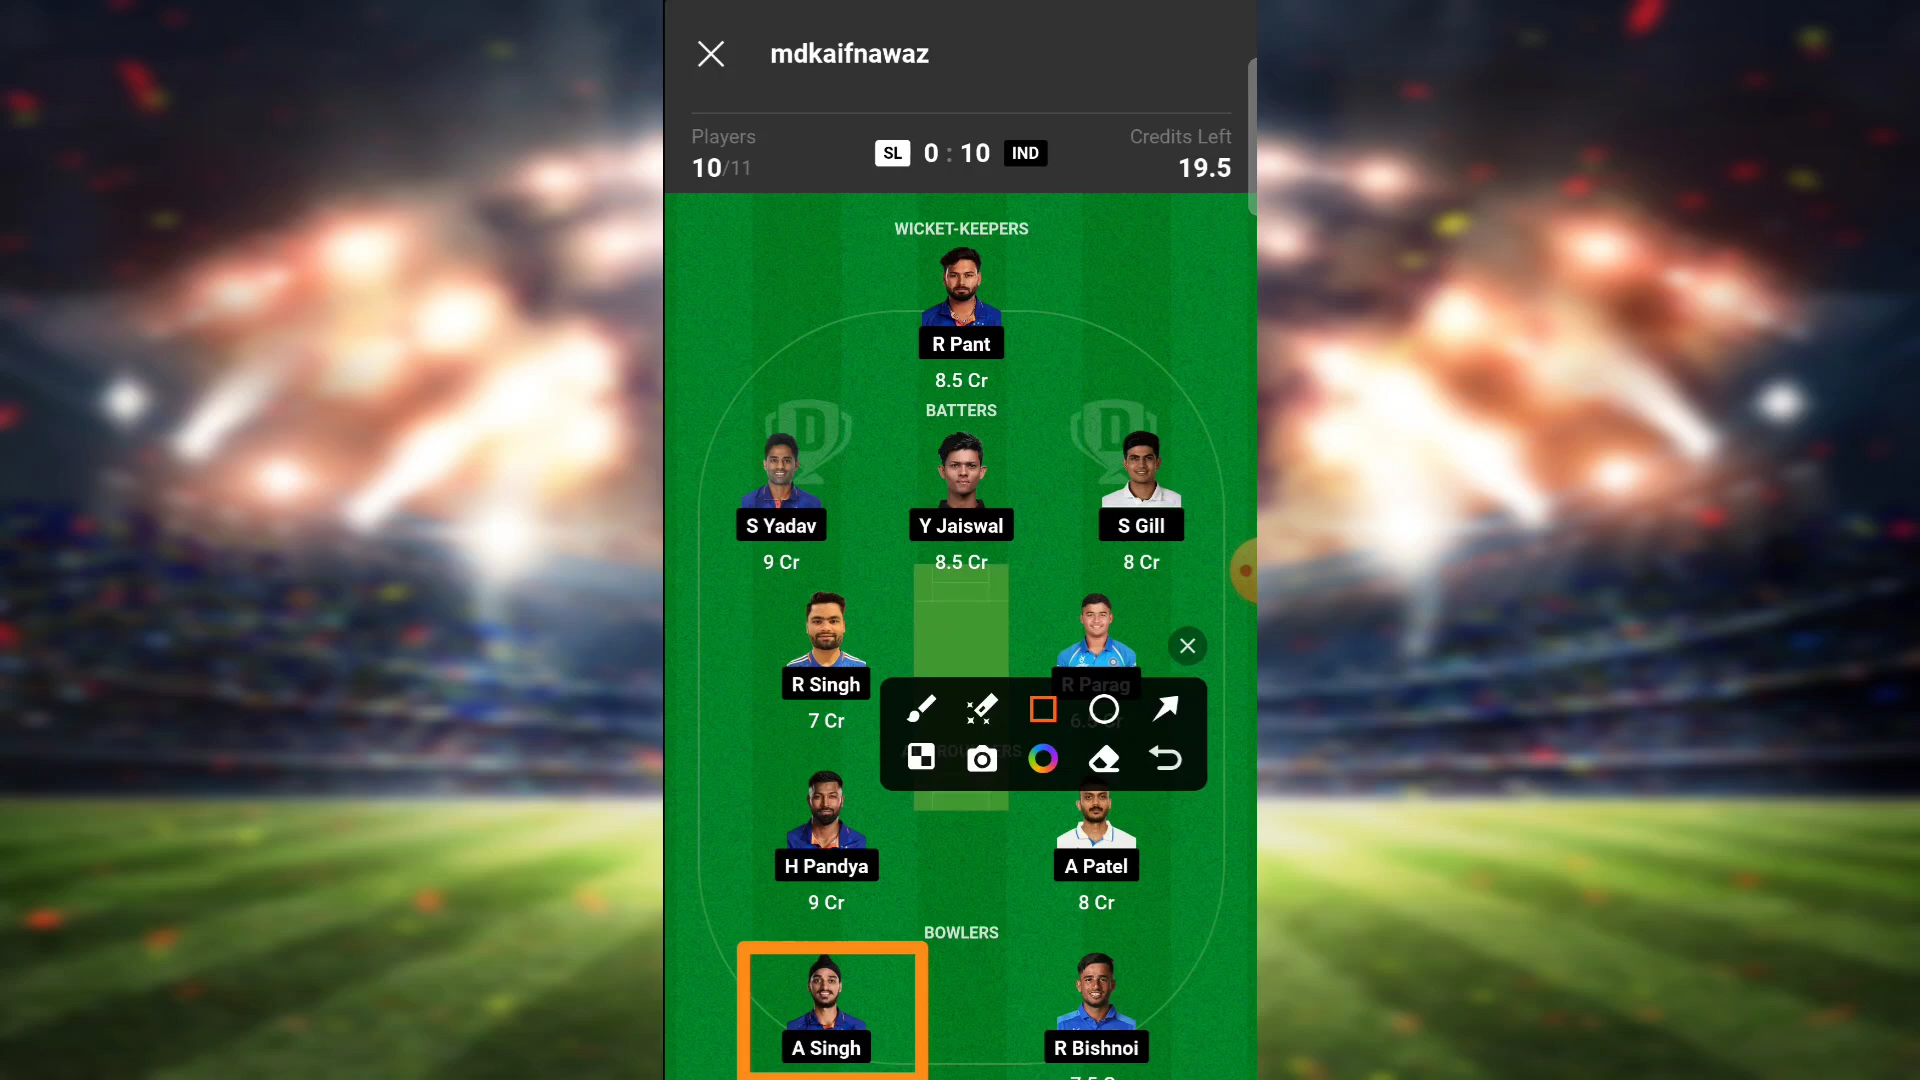 mdkaifnawaz
Players
10/11
SL 0 : 10 IND
Credits Left
19.5
WICKET-KEEPERS
R Pant
8.5 Cr
BATTERS
S Yadav
Y Jaiswal
S Gill
9 Cr
8.5 Cr
8 Cr
R Singh
R Parag
7 Cr
H Pandya
A Patel
9 Cr
8 Cr
BOWLERS
A Singh
R Bishnoi